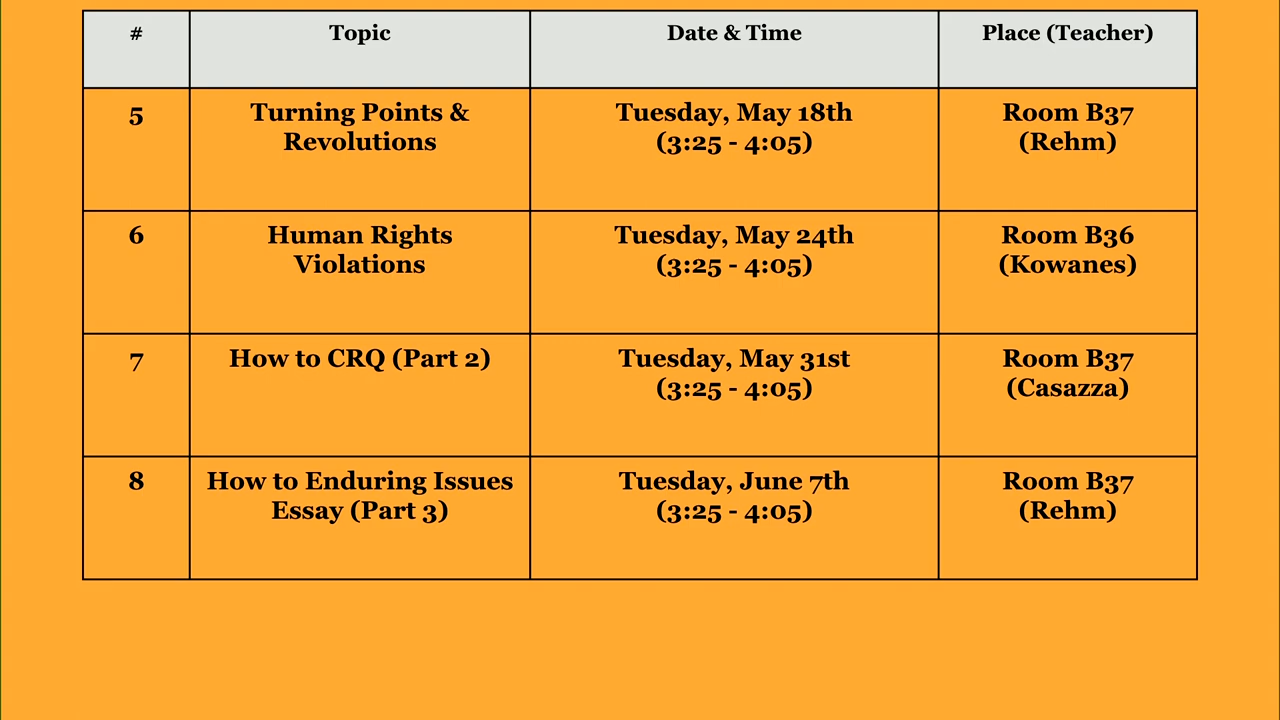 # Topic Date & Time Place (Teacher)
5 Turning Points & Tuesday, May 18th Room B37
Revolutions (3:25 - 4:05) (Rehm)
6 Human Rights Tuesday, May 24th Room B36
Violations (3:25 - 4:05) (Kowanes)
7 How to CRQ (Part 2) Tuesday, May 31st Room B37
(3:25 - 4:05) (Casazza)
8 How to Enduring Issues Tuesday, June 7th Room B37
Essay (Part 3) (3:25 - 4:05) (Rehm)